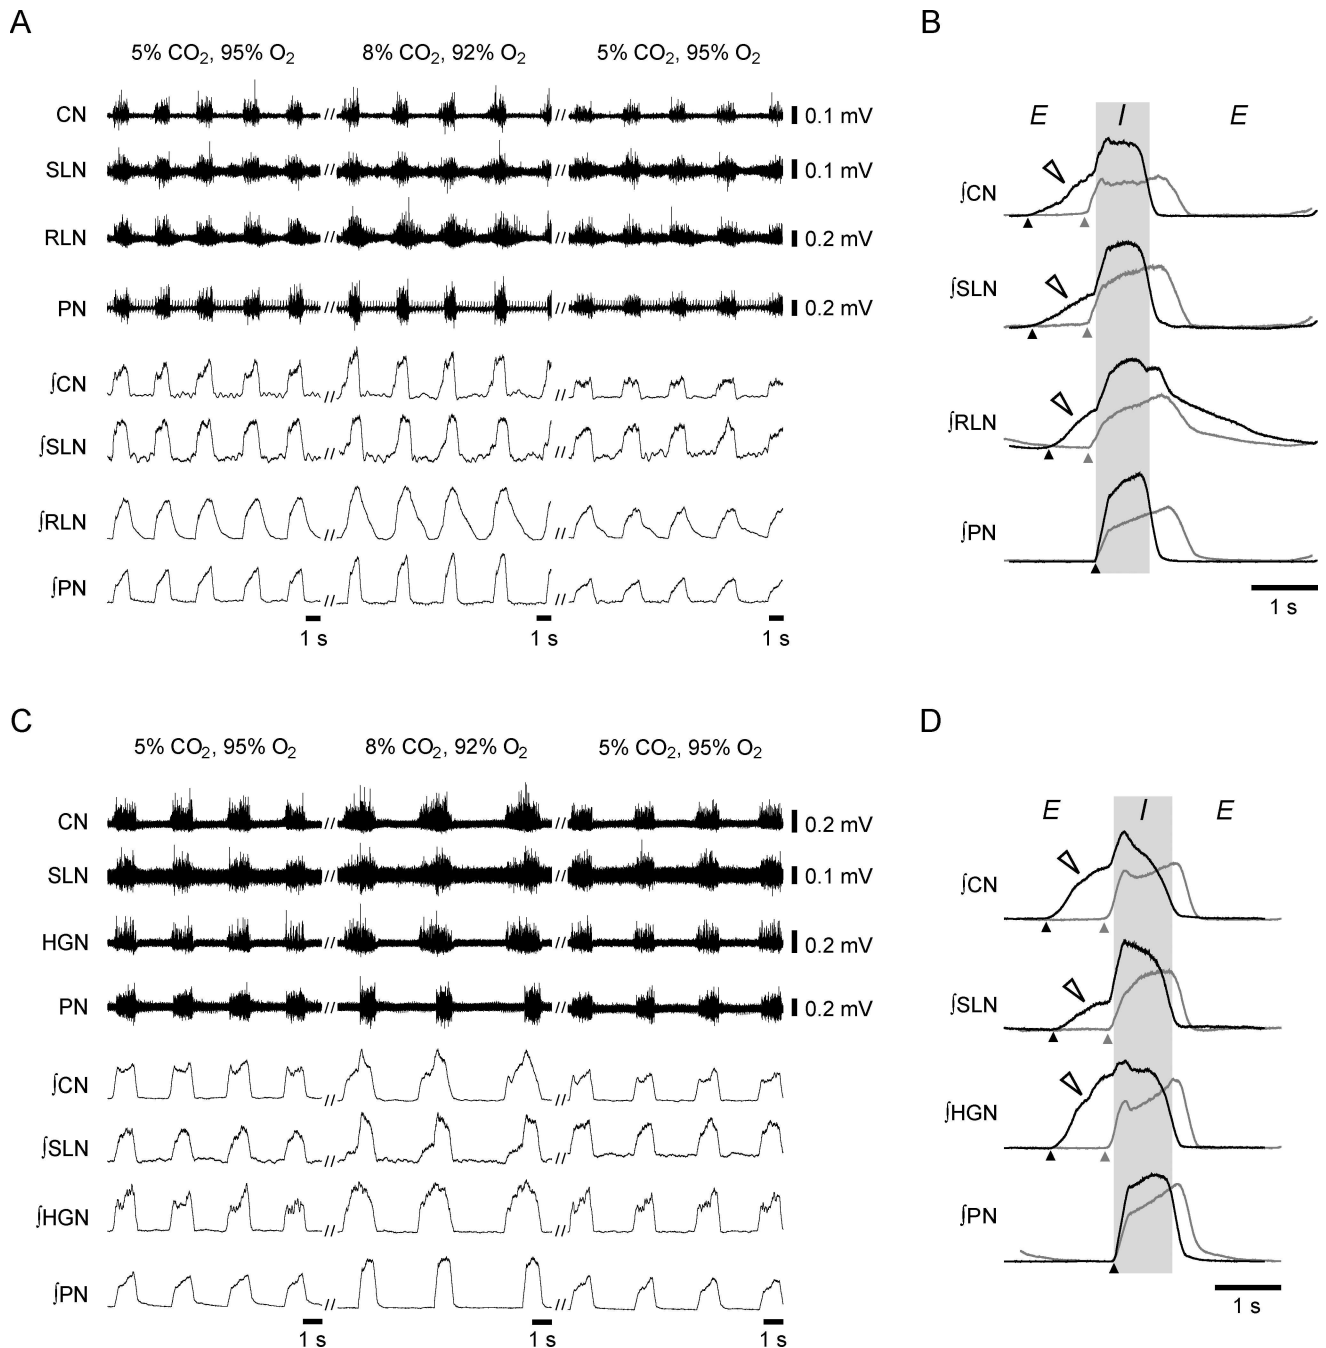 A
5% CO2, 95% O2 8% CO2, 92% O2 5% CO2, 95% O2
CN // // 0.1 mV
SLN // // 0.1 mV
RLN // // 0.2 mV
PN // // 0.2 mV
∫CN // //
∫SLN // //
∫RLN // //
∫PN // //
1 s 1 s 1 s
B
E I E
∫CN
∫SLN
∫RLN
∫PN
1 s
C
5% CO2, 95% O2 8% CO2, 92% O2 5% CO2, 95% O2
CN // // 0.2 mV
SLN // // 0.1 mV
HGN // // 0.2 mV
PN // // 0.2 mV
∫CN // //
∫SLN // //
∫HGN // //
∫PN // //
1 s 1 s 1 s
D
E I E
∫CN
∫SLN
∫HGN
∫PN
1 s